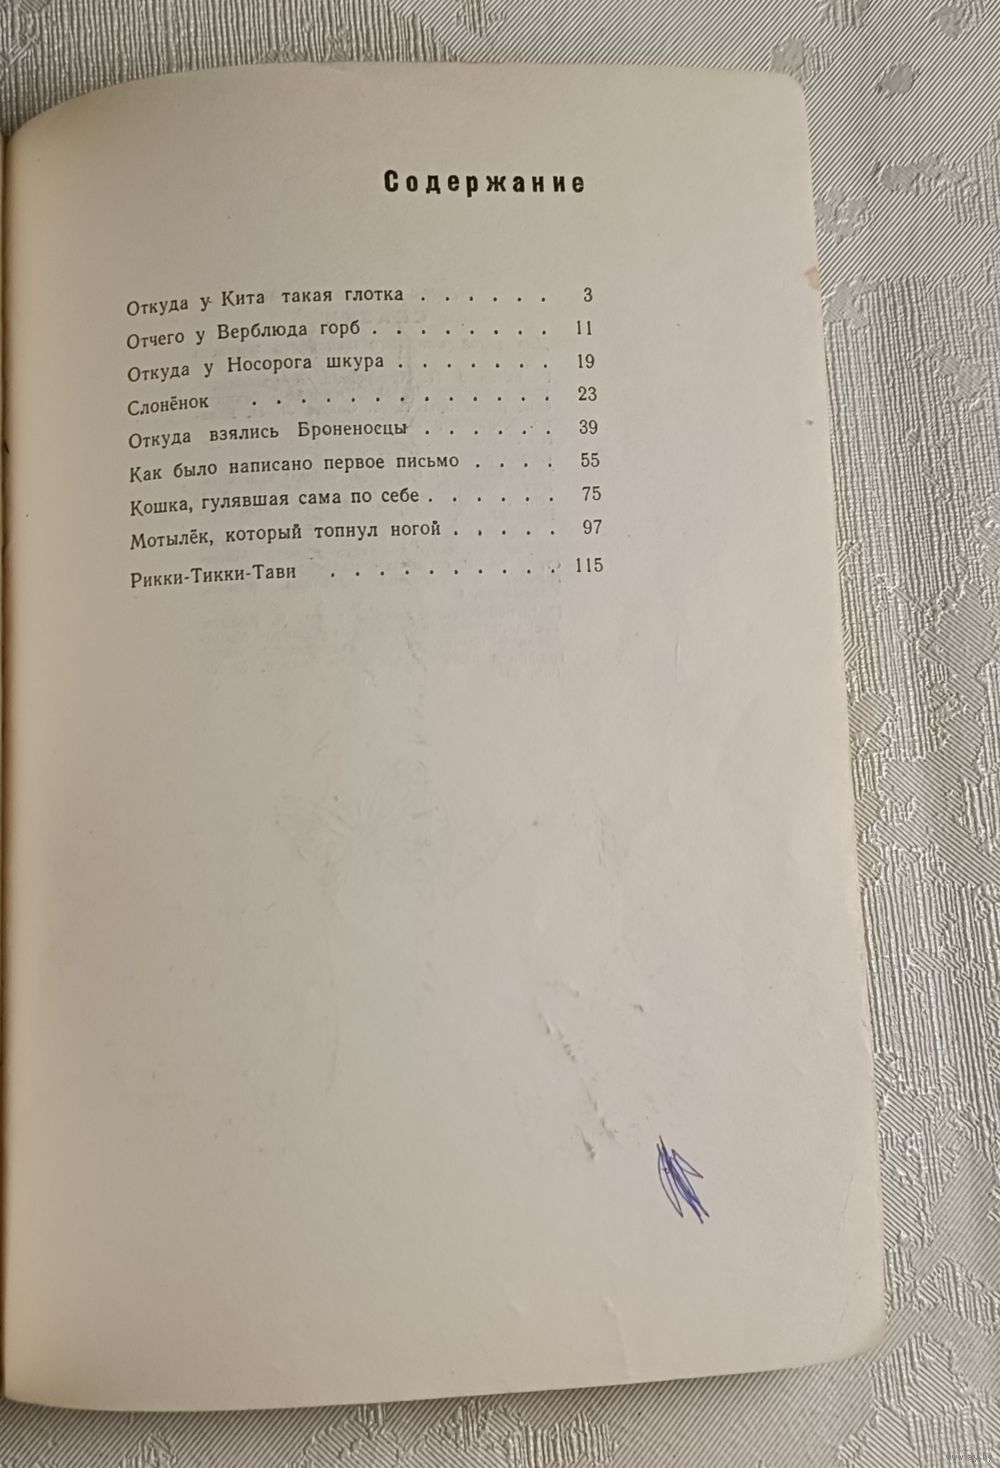 Содержание
Откуда у Кита такая глотка . . . . . . 3
Отчего у Верблюда горб . . . . . . . . 11
Откуда у Носорога шкура . . . . . . . 19
Слонёнок . . . . . . . . . . . . . 23
Откуда взялись Броненосцы . . . . . . 39
Как было написано первое письмо . . . . 55
Кошка, гулявшая сама по себе . . . . . . 75
Мотылёк, который топнул ногой . . . . . 97
Рикки-Тикки-Тави . . . . . . . . . . 115